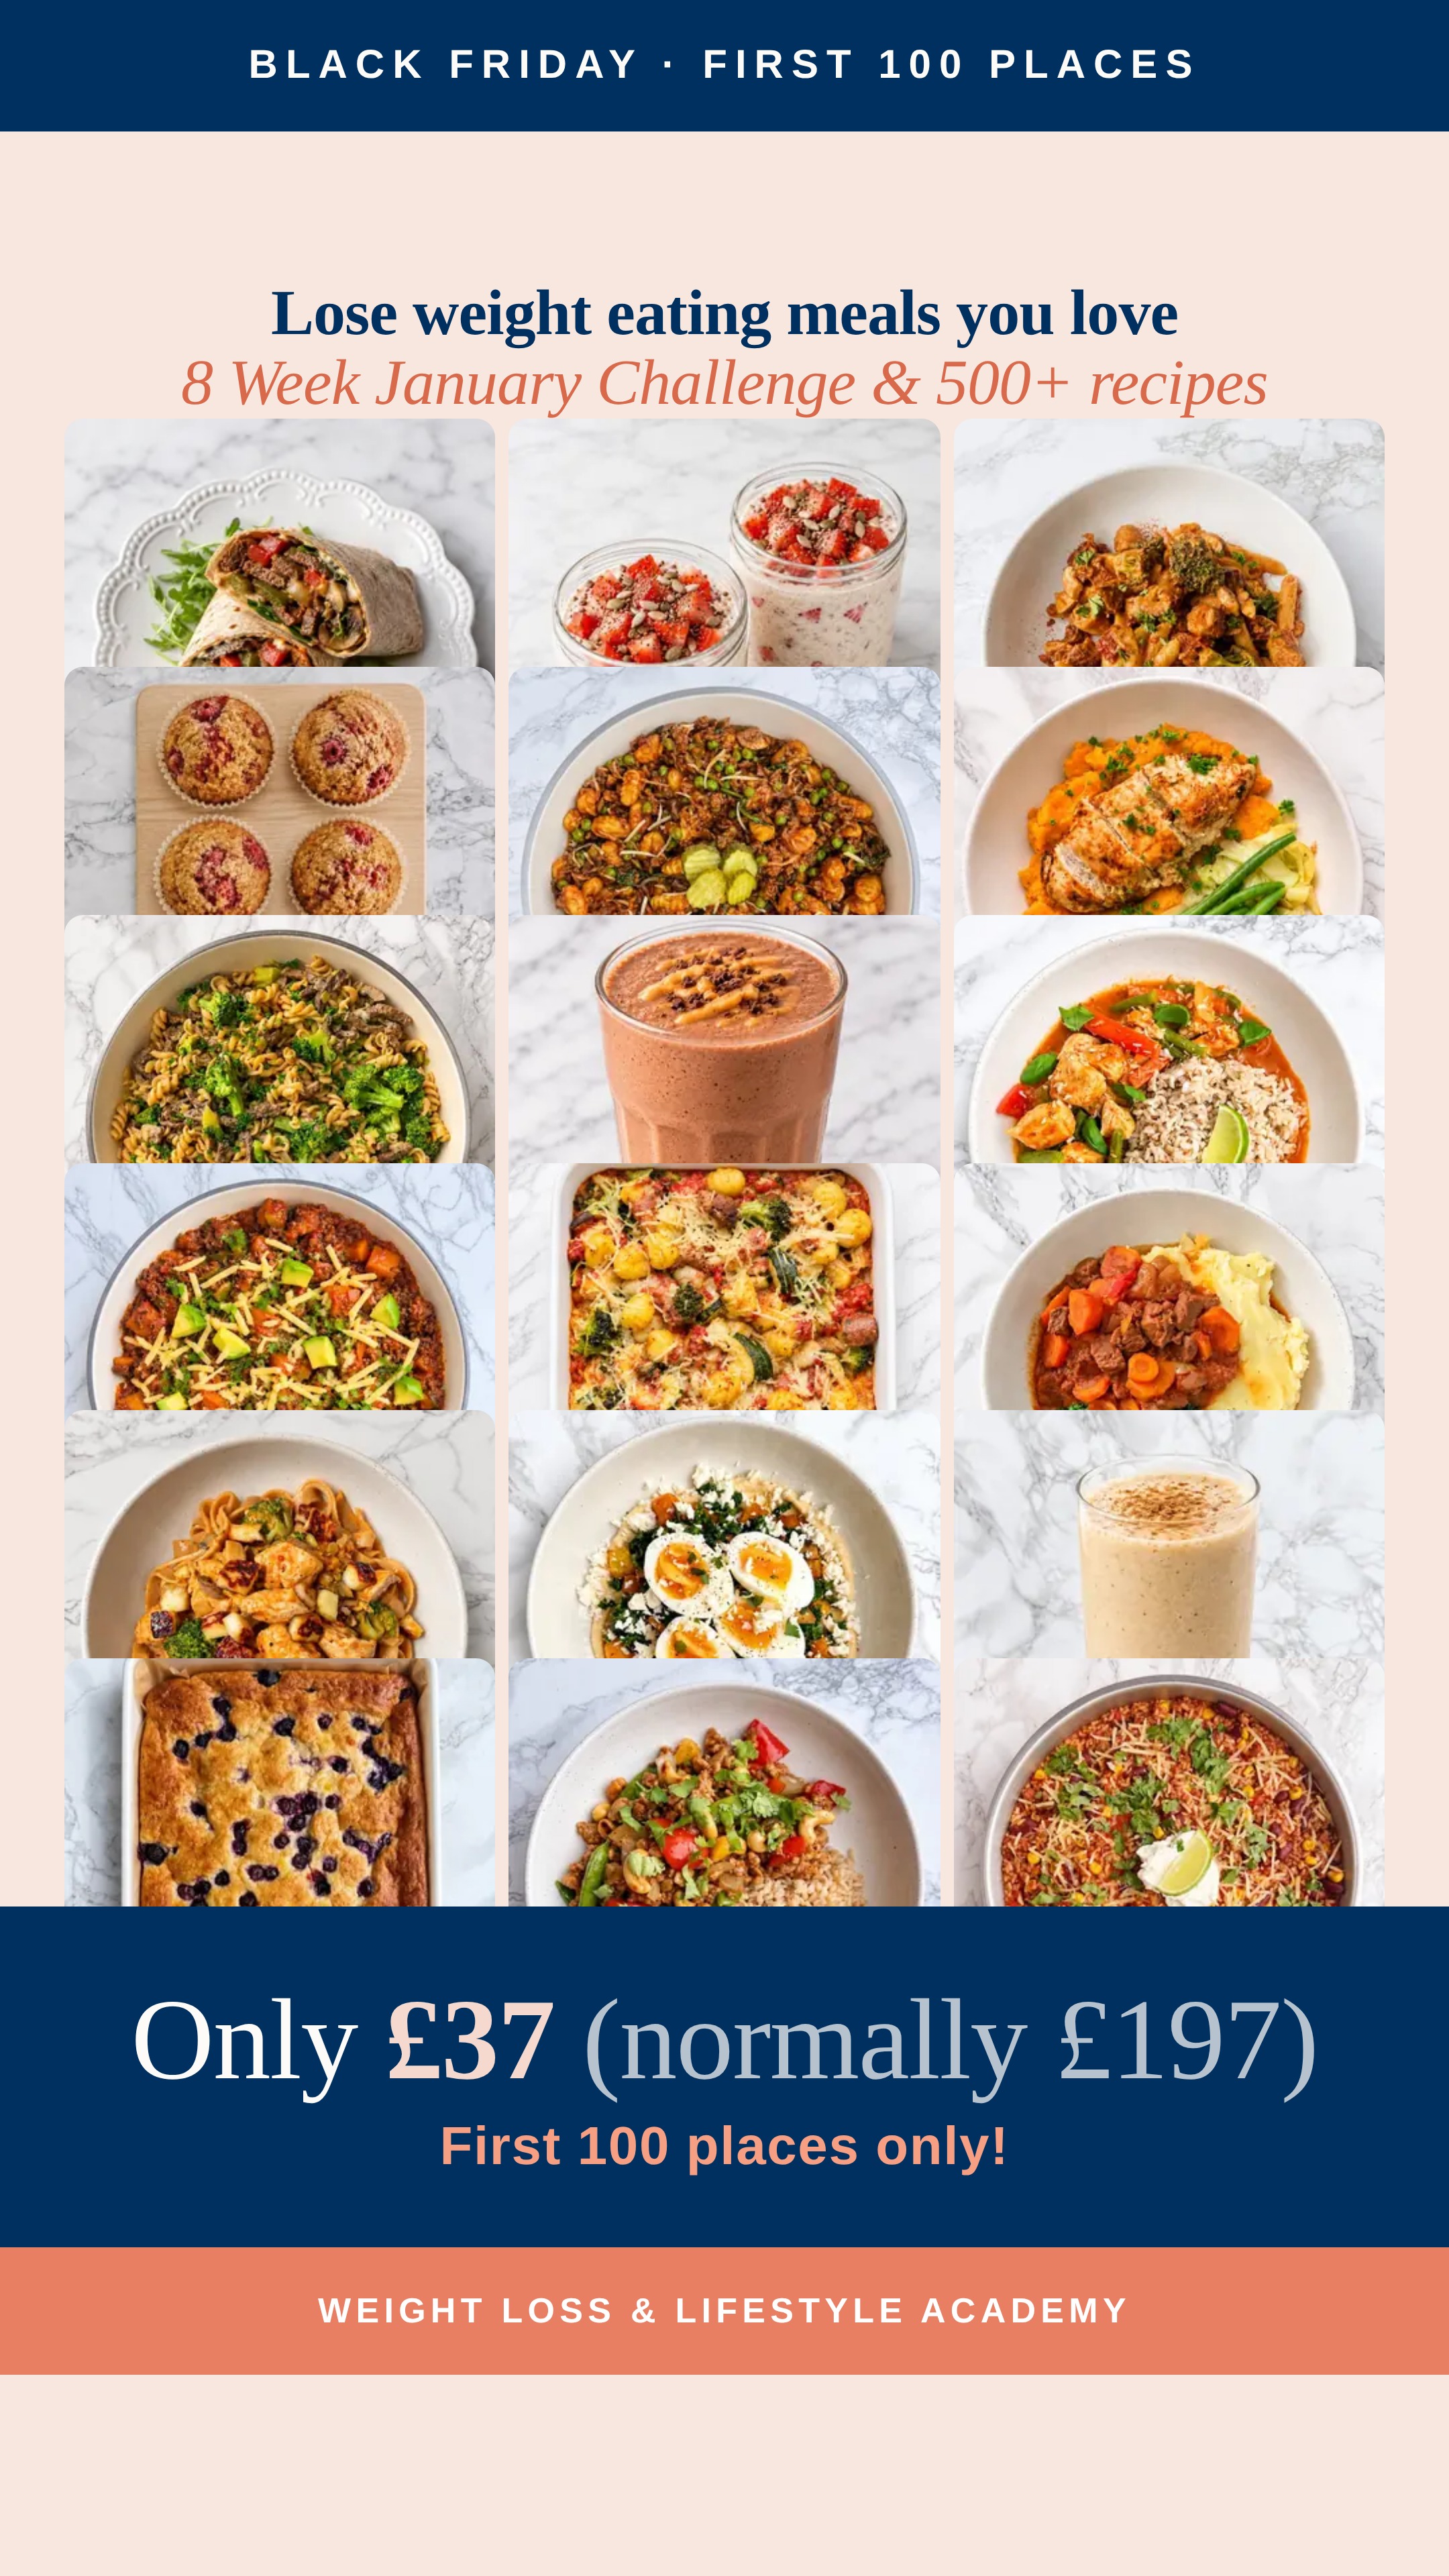 BLACK FRIDAY · FIRST 100 PLACES
Lose weight eating meals you love
8 Week January Challenge & 500+ recipes
Only £37 (normally £197)
First 100 places only!
WEIGHT LOSS & LIFESTYLE ACADEMY